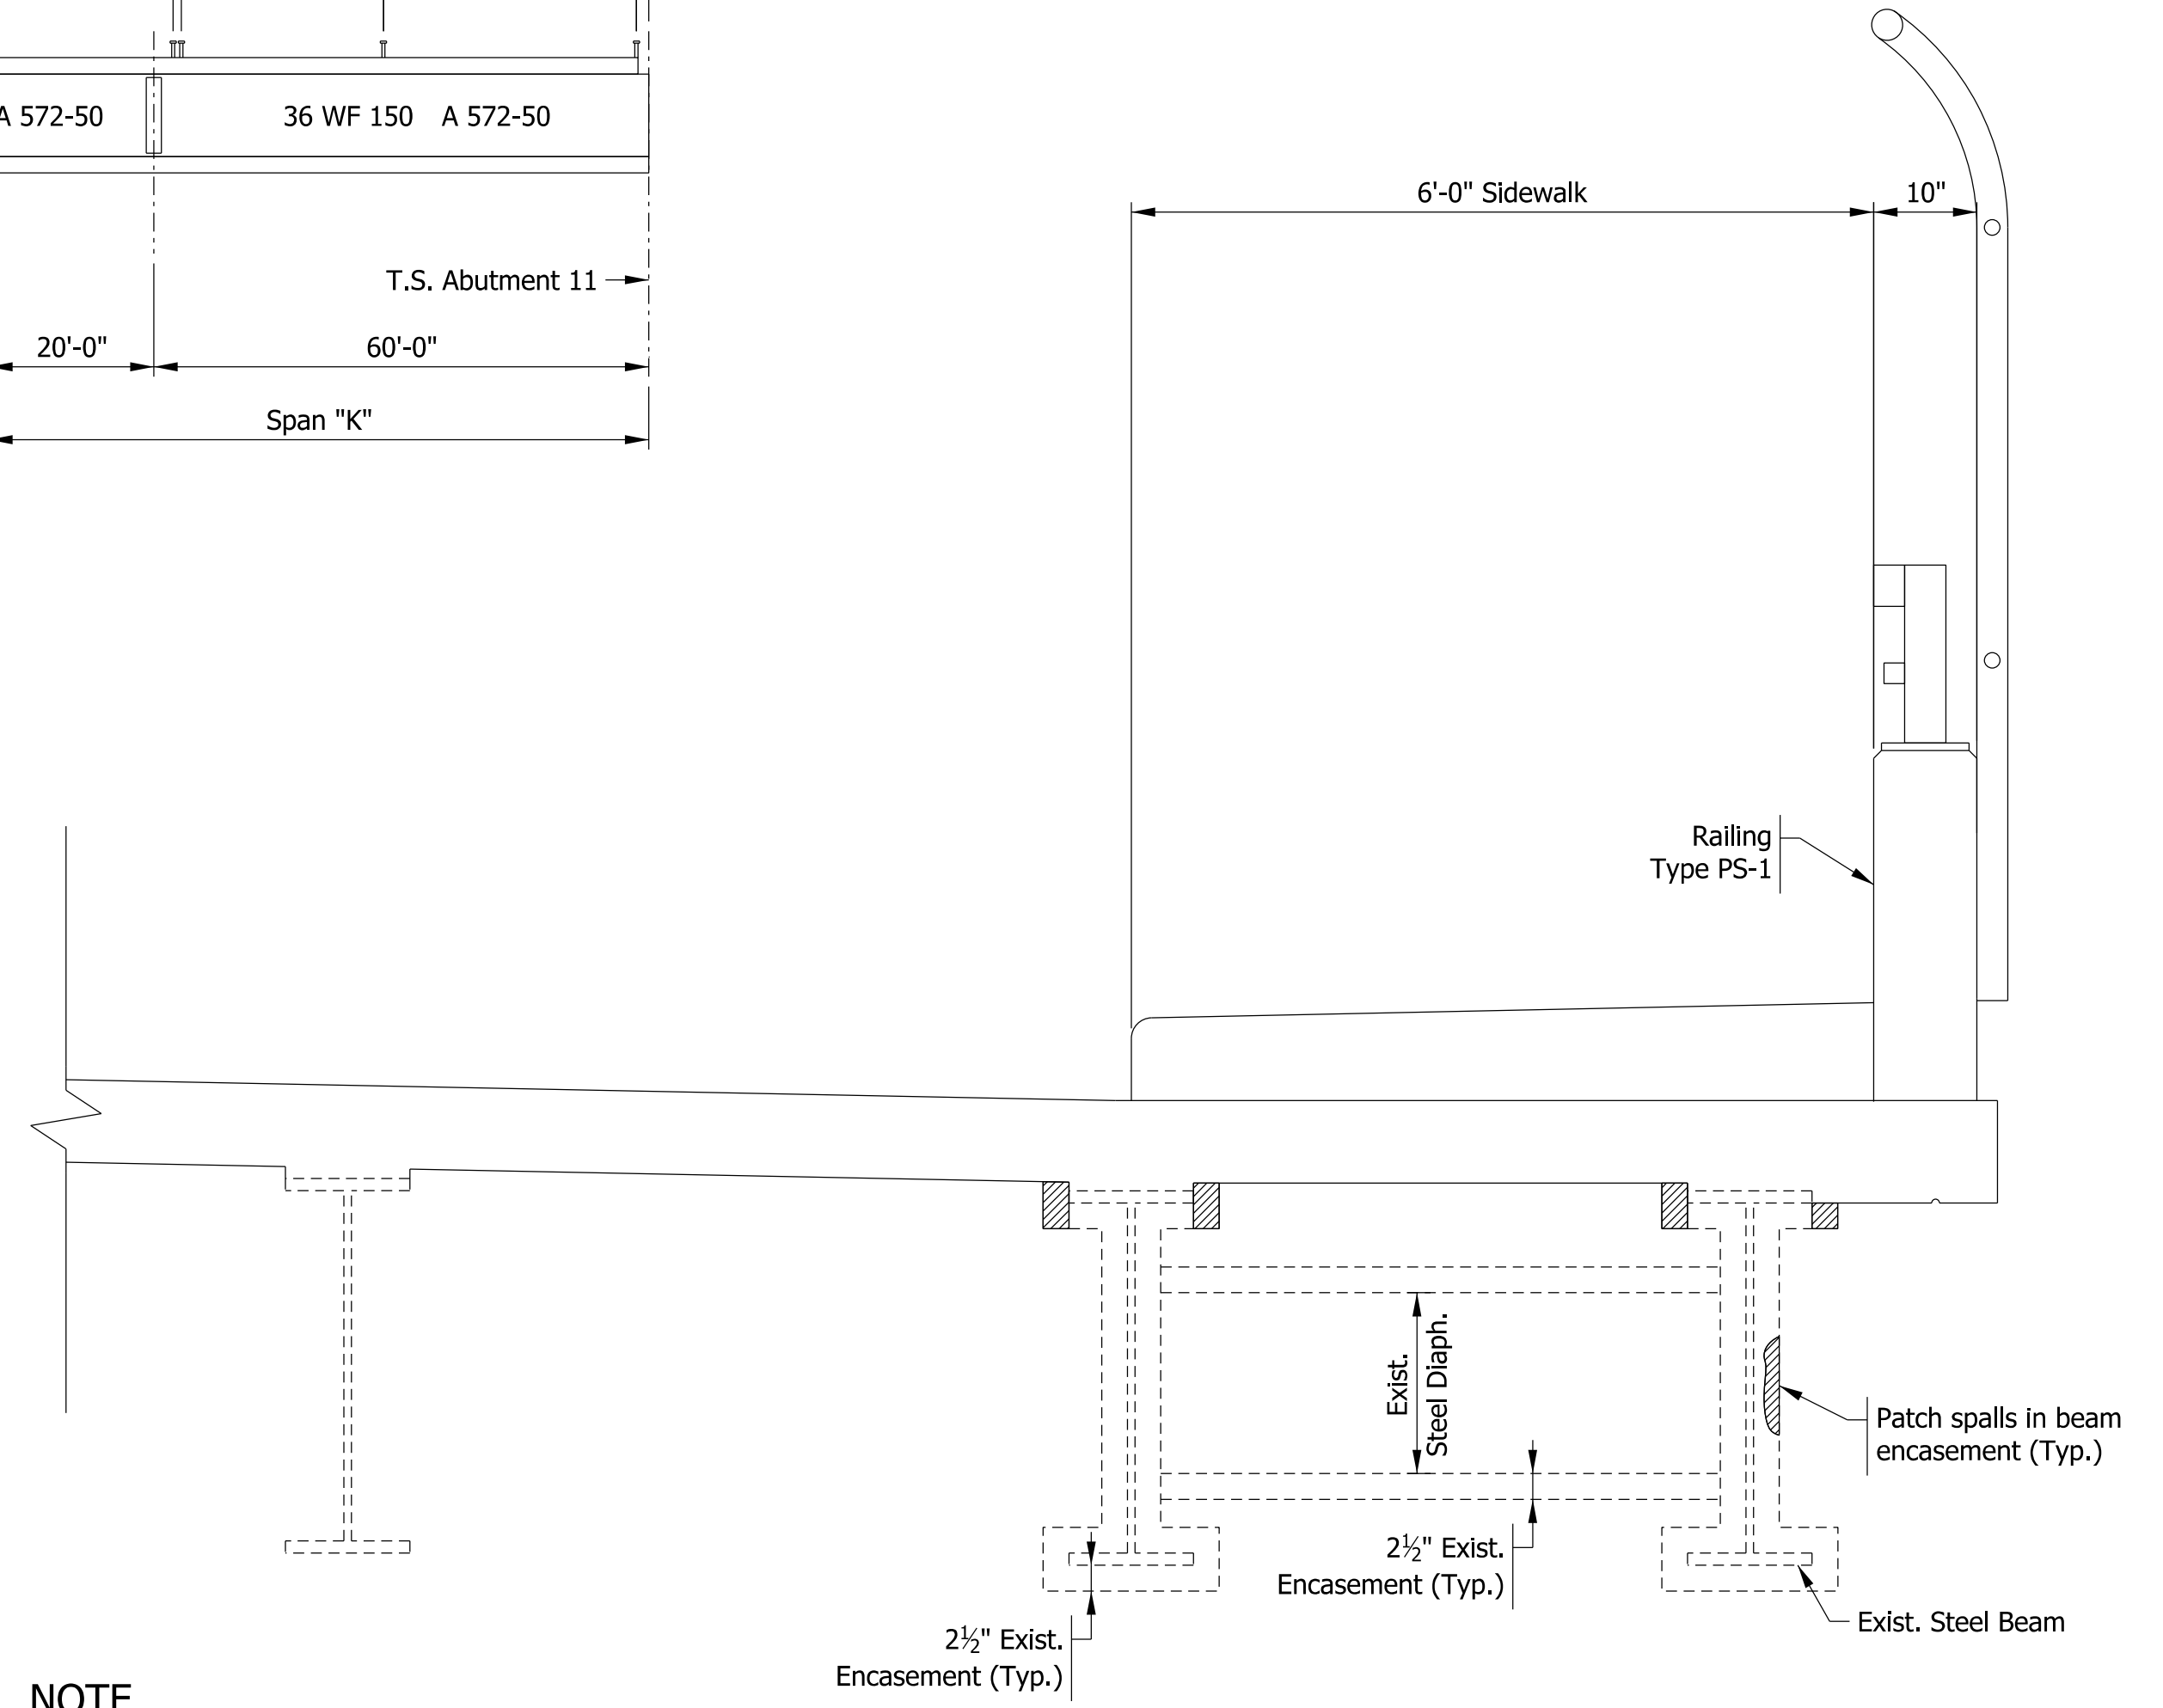 A 572-50
36 WF 150    A 572-50
T.S. Abutment 11
20'-0"
60'-0"
Span "K"
6'-0" Sidewalk
10"
Railing
Type PS-1
Exist.
Steel Diaph.
Patch spalls in beam
encasement (Typ.)
2½" Exist.
Encasement (Typ.)
Exist. Steel Beam
2½" Exist.
Encasement (Typ.)
NOTE